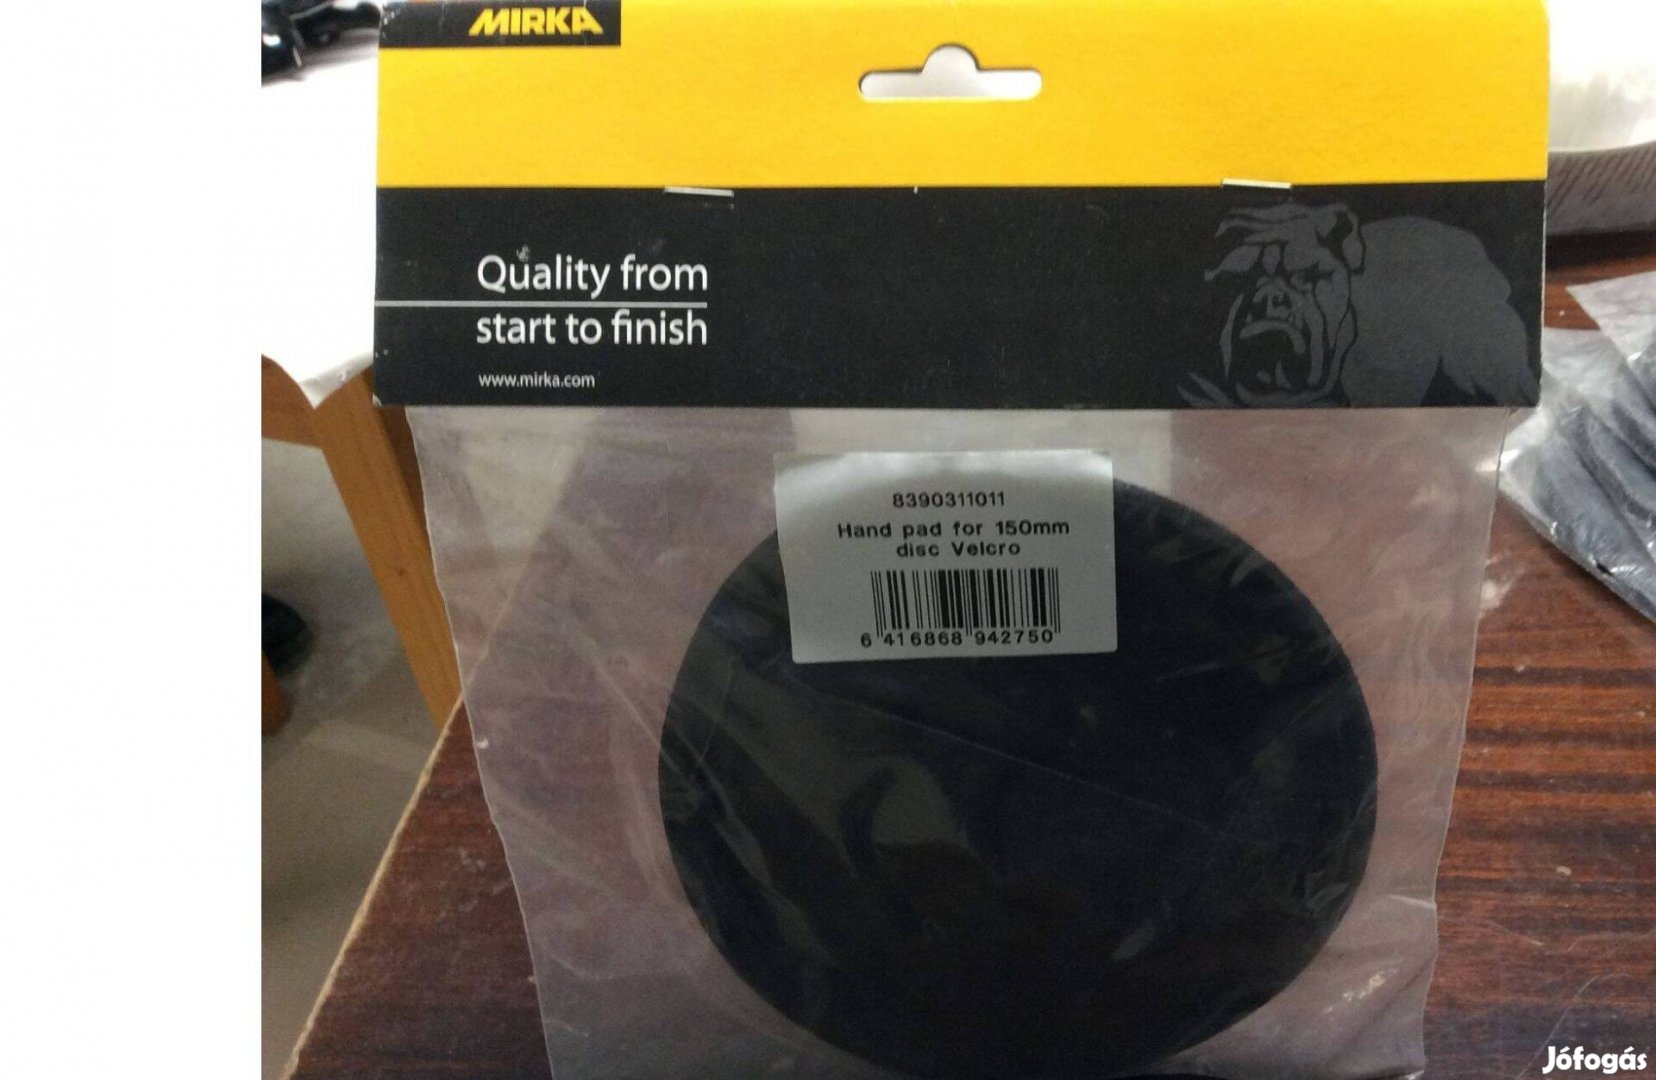 MIRKA
Quality from
start to finish
www.mirka.com
8390311011
Hand pad for 150mm
disc Velcro
6 416868 942750
Jófogás